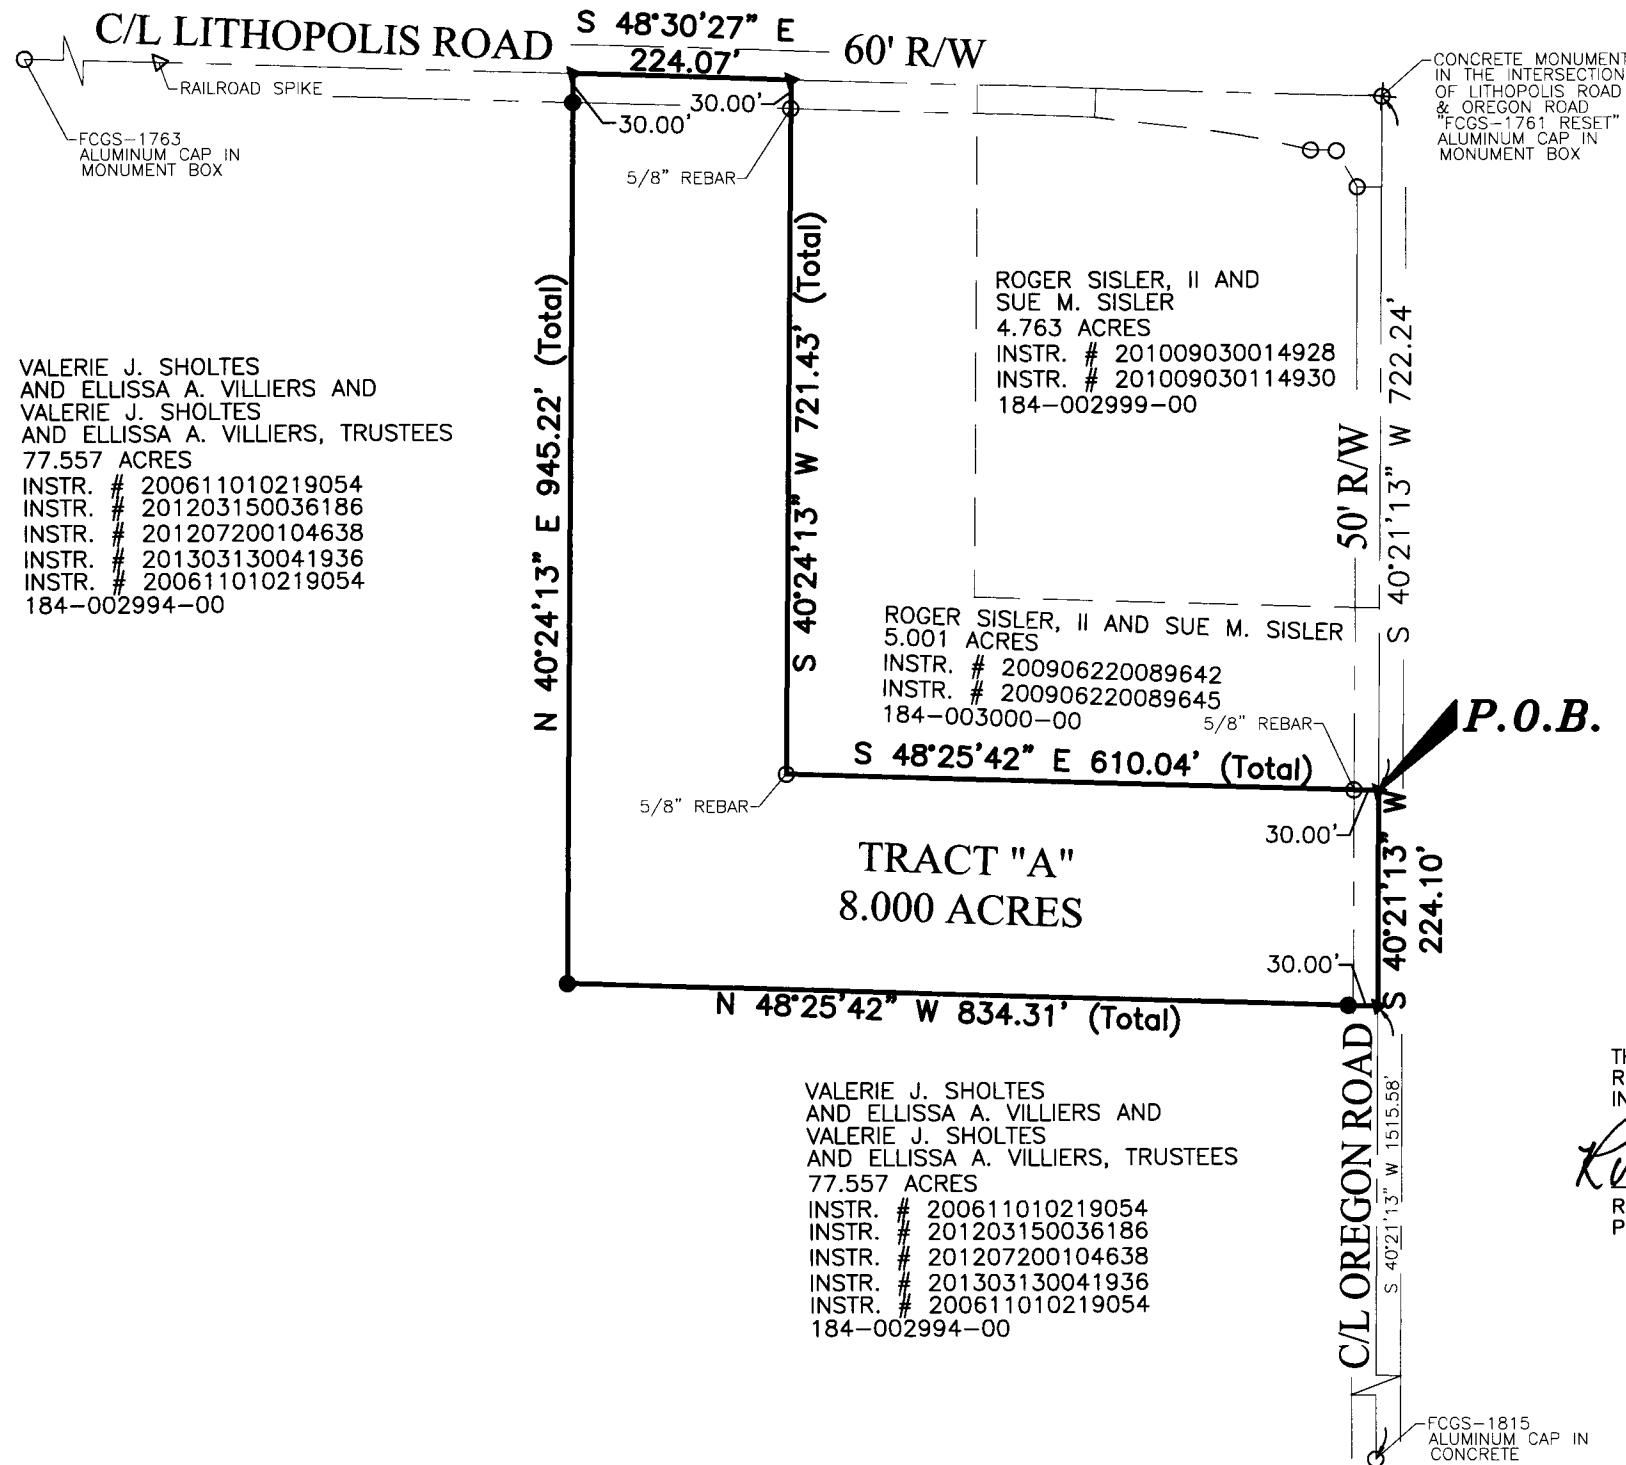 C/L LITHOPOLIS ROAD
S 48°30'27" E
224.07'
60' R/W
RAILROAD SPIKE
FCGS-1763
ALUMINUM CAP IN
MONUMENT BOX
30.00'
30.00'
5/8" REBAR
CONCRETE MONUMENT
IN THE INTERSECTION
OF LITHOPOLIS ROAD
& OREGON ROAD
"FCGS-1761 RESET"
ALUMINUM CAP IN
MONUMENT BOX
VALERIE J. SHOLTES
AND ELLISSA A. VILLIERS AND
VALERIE J. SHOLTES
AND ELLISSA A. VILLIERS, TRUSTEES
77.557 ACRES
INSTR. # 200611010219054
INSTR. # 201203150036186
INSTR. # 201207200104638
INSTR. # 201303130041936
INSTR. # 200611010219054
184-002994-00
N 40°24'13" E 945.22' (Total)
S 40°24'13" W 721.43' (Total)
ROGER SISLER, II AND
SUE M. SISLER
4.763 ACRES
INSTR. # 201009030014928
INSTR. # 201009030114930
184-002999-00
50' R/W
S 40°21'13" W 722.24'
ROGER SISLER, II AND SUE M. SISLER
5.001 ACRES
INSTR. # 200906220089642
INSTR. # 200906220089645
184-003000-00
5/8" REBAR
P.O.B.
S 48°25'42" E 610.04' (Total)
5/8" REBAR
30.00'
TRACT "A"
8.000 ACRES
S 40°21'13" W
224.10'
30.00'
N 48°25'42" W 834.31' (Total)
VALERIE J. SHOLTES
AND ELLISSA A. VILLIERS AND
VALERIE J. SHOLTES
AND ELLISSA A. VILLIERS, TRUSTEES
77.557 ACRES
INSTR. # 200611010219054
INSTR. # 201203150036186
INSTR. # 201207200104638
INSTR. # 201303130041936
INSTR. # 200611010219054
184-002994-00
C/L OREGON ROAD
S 40°21'13" W 1515.58'
FCGS-1815
ALUMINUM CAP IN
CONCRETE